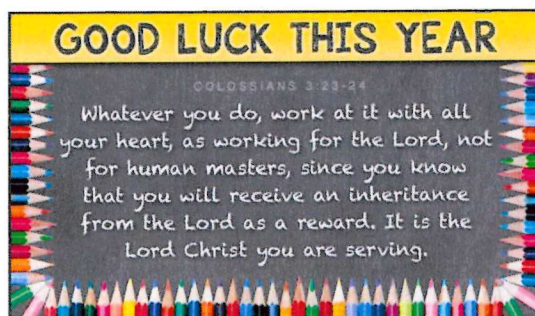 GOOD LUCK THIS YEAR
COLOSSIANS 3:23-24
Whatever you do, work at it with all
your heart, as working for the Lord, not
for human masters, since you know
that you will receive an inheritance
from the Lord as a reward. It is the
Lord Christ you are serving.